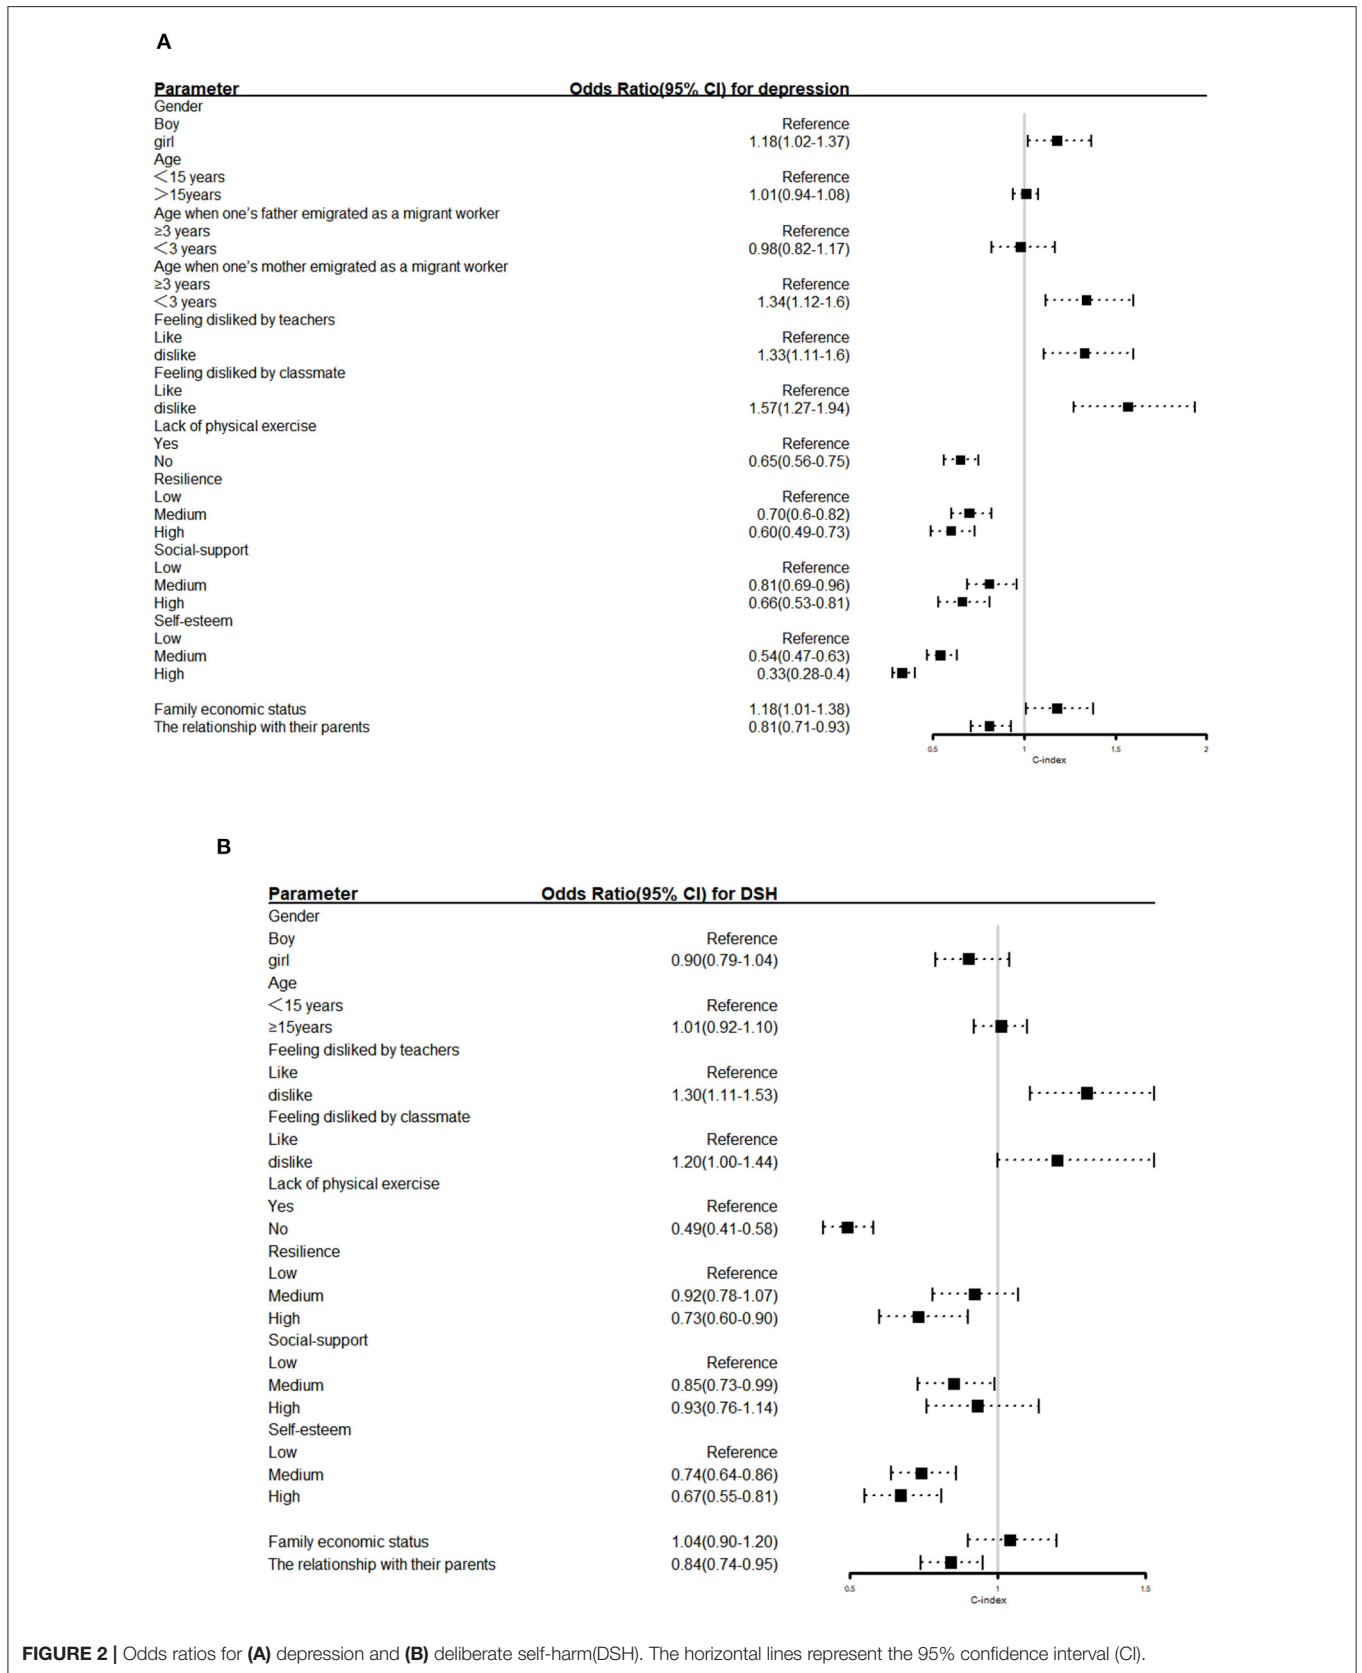 A
Parameter Odds Ratio(95% CI) for depression
Gender
Boy Reference
girl 1.18(1.02-1.37)
Age
＜15 years Reference
＞15years 1.01(0.94-1.08)
Age when one's father emigrated as a migrant worker
≥3 years Reference
＜3 years 0.98(0.82-1.17)
Age when one's mother emigrated as a migrant worker
≥3 years Reference
＜3 years 1.34(1.12-1.6)
Feeling disliked by teachers
Like Reference
dislike 1.33(1.11-1.6)
Feeling disliked by classmate
Like Reference
dislike 1.57(1.27-1.94)
Lack of physical exercise
Yes Reference
No 0.65(0.56-0.75)
Resilience
Low Reference
Medium 0.70(0.6-0.82)
High 0.60(0.49-0.73)
Social-support
Low Reference
Medium 0.81(0.69-0.96)
High 0.66(0.53-0.81)
Self-esteem
Low Reference
Medium 0.54(0.47-0.63)
High 0.33(0.28-0.4)
Family economic status 1.18(1.01-1.38)
The relationship with their parents 0.81(0.71-0.93)
0.5 1 1.5 2
C-index
B
Parameter Odds Ratio(95% CI) for DSH
Gender
Boy Reference
girl 0.90(0.79-1.04)
Age
＜15 years Reference
≥15years 1.01(0.92-1.10)
Feeling disliked by teachers
Like Reference
dislike 1.30(1.11-1.53)
Feeling disliked by classmate
Like Reference
dislike 1.20(1.00-1.44)
Lack of physical exercise
Yes Reference
No 0.49(0.41-0.58)
Resilience
Low Reference
Medium 0.92(0.78-1.07)
High 0.73(0.60-0.90)
Social-support
Low Reference
Medium 0.85(0.73-0.99)
High 0.93(0.76-1.14)
Self-esteem
Low Reference
Medium 0.74(0.64-0.86)
High 0.67(0.55-0.81)
Family economic status 1.04(0.90-1.20)
The relationship with their parents 0.84(0.74-0.95)
0.5 1 1.5
C-index
FIGURE 2 | Odds ratios for (A) depression and (B) deliberate self-harm(DSH). The horizontal lines represent the 95% confidence interval (CI).